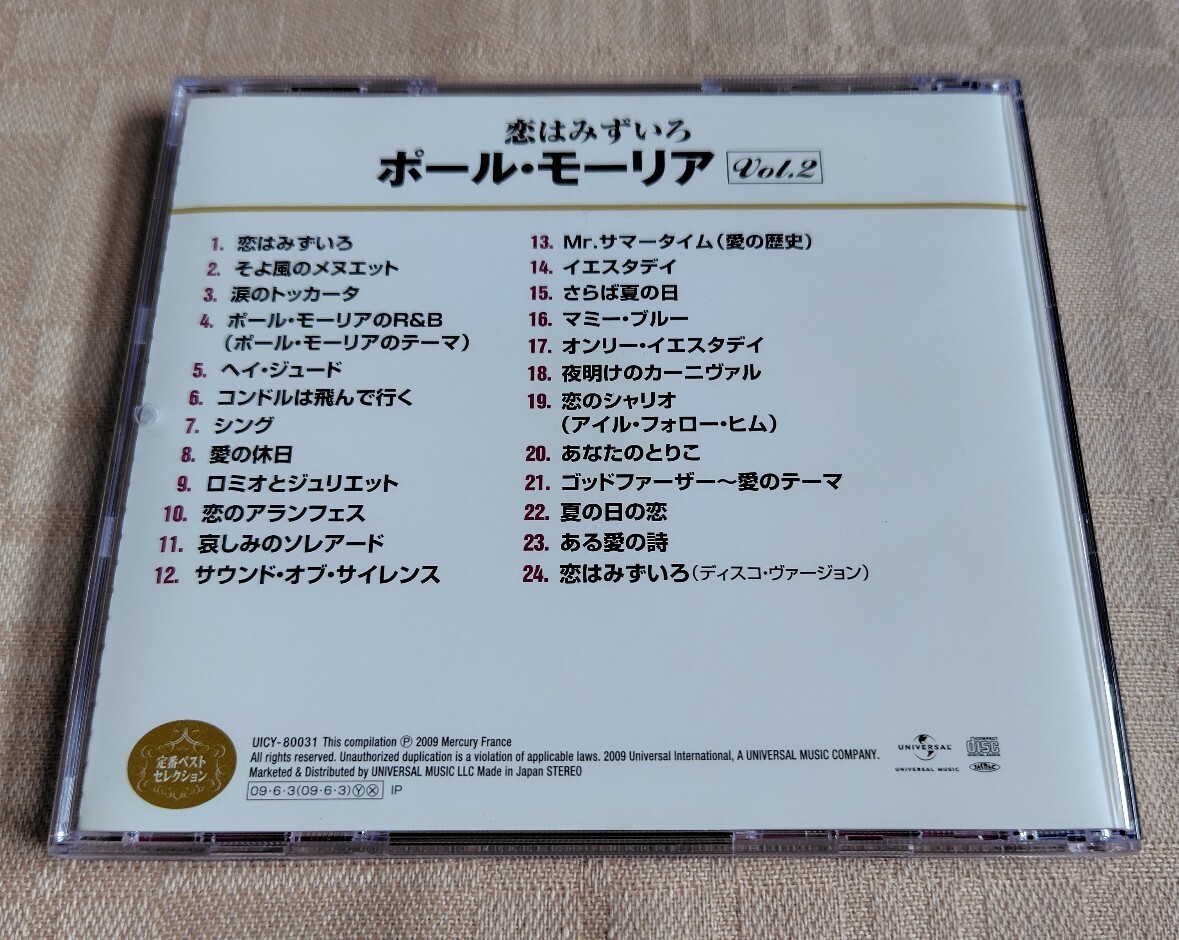 恋はみずいろ
ポール・モーリア Vol.2
1. 恋はみずいろ
2. そよ風のメヌエット
3. 涙のトッカータ
4. ポール・モーリアのR&B
(ポール・モーリアのテーマ)
5. ヘイ・ジュード
6. コンドルは飛んで行く
7. シング
8. 愛の休日
9. ロミオとジュリエット
10. 恋のアランフェス
11. 哀しみのソレアード
12. サウンド・オブ・サイレンス
13. Mr.サマータイム(愛の歴史)
14. イエスタデイ
15. さらば夏の日
16. マミー・ブルー
17. オンリー・イエスタデイ
18. 夜明けのカーニヴァル
19. 恋のシャリオ
(アイル・フォロー・ヒム)
20. あなたのとりこ
21. ゴッドファーザー〜愛のテーマ
22. 夏の日の恋
23. ある愛の詩
24. 恋はみずいろ(ディスコ・ヴァージョン)
定番ベスト
セレクション
UICY-80031 This compilation Ⓟ 2009 Mercury France
All rights reserved. Unauthorized duplication is a violation of applicable laws. 2009 Universal International, A UNIVERSAL MUSIC COMPANY.
Marketed & Distributed by UNIVERSAL MUSIC LLC Made in Japan STEREO
09・6・3(09・6・3)ⓎⓍ IP
UNIVERSAL
UNIVERSAL MUSIC
COMPACT
disc
DIGITAL AUDIO
JASRAC